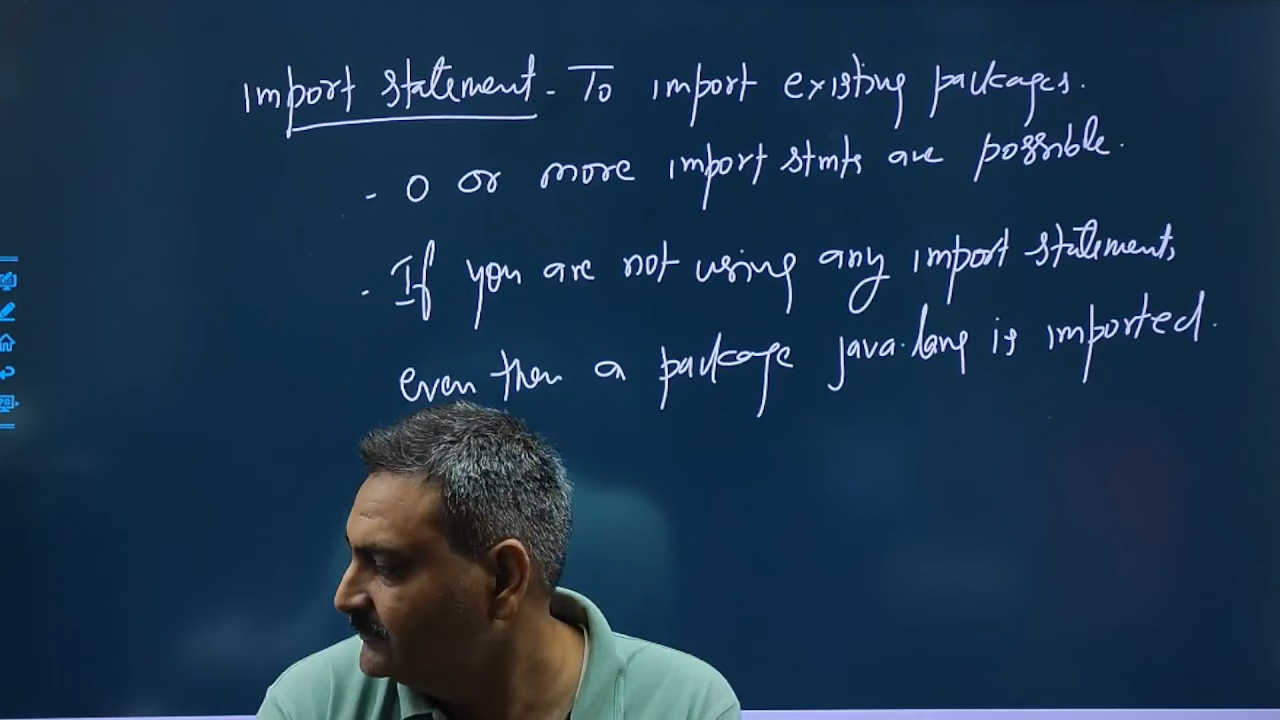 import statement - To import existing packages.
- 0 or more import stmts are possible.
- If you are not using any import statements
even then a package java.lang is imported.